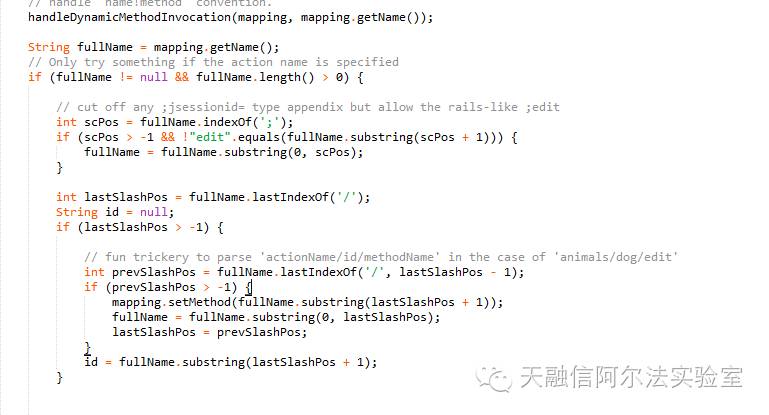 // handle "name!method" convention.
handleDynamicMethodInvocation(mapping, mapping.getName());
String fullName = mapping.getName();
// Only try something if the action name is specified
if (fullName != null && fullName.length() > 0) {
// cut off any ;jsessionid= type appendix but allow the rails-like ;edit
int scPos = fullName.indexOf(';');
if (scPos > -1 && !"edit".equals(fullName.substring(scPos + 1))) {
fullName = fullName.substring(0, scPos);
}
int lastSlashPos = fullName.lastIndexOf('/');
String id = null;
if (lastSlashPos > -1) {
// fun trickery to parse 'actionName/id/methodName' in the case of 'animals/dog/edit'
int prevSlashPos = fullName.lastIndexOf('/', lastSlashPos - 1);
if (prevSlashPos > -1) {
mapping.setMethod(fullName.substring(lastSlashPos + 1));
fullName = fullName.substring(0, lastSlashPos);
lastSlashPos = prevSlashPos;
}
id = fullName.substring(lastSlashPos + 1);
}
天融信阿尔法实验室